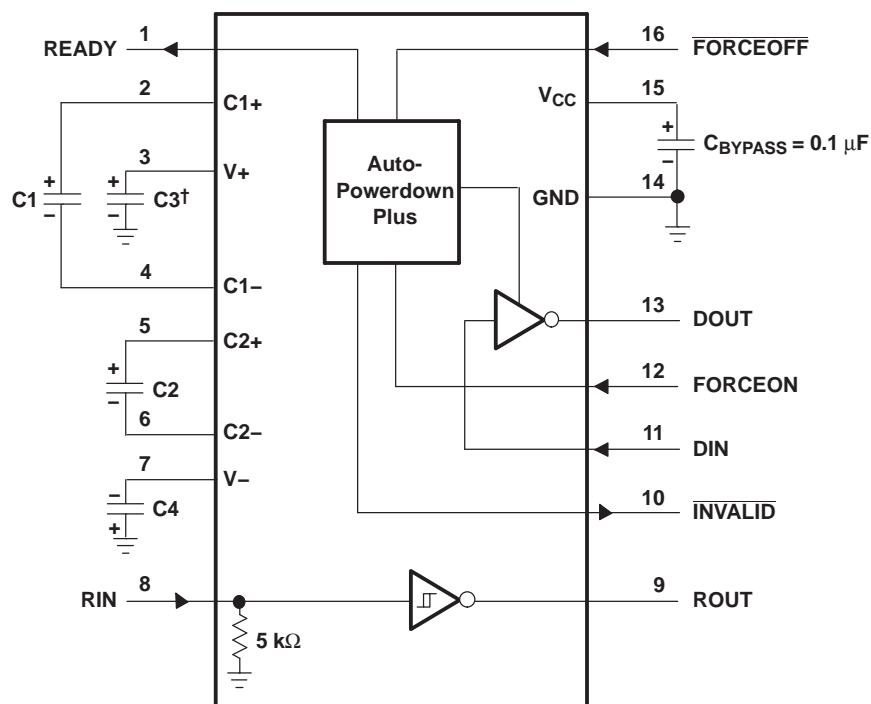 READY 1 16 FORCEOFF
2 C1+ VCC 15
+ CBYPASS = 0.1 μF
−
3 V+
Auto-
Powerdown
Plus
C1 + − + − C3†
GND 14
4 C1−
5 C2+
13 DOUT
+ − C2
12 FORCEON
6 C2−
11 DIN
7 V−
− + C4
10 INVALID
RIN 8 9 ROUT
5 kΩ